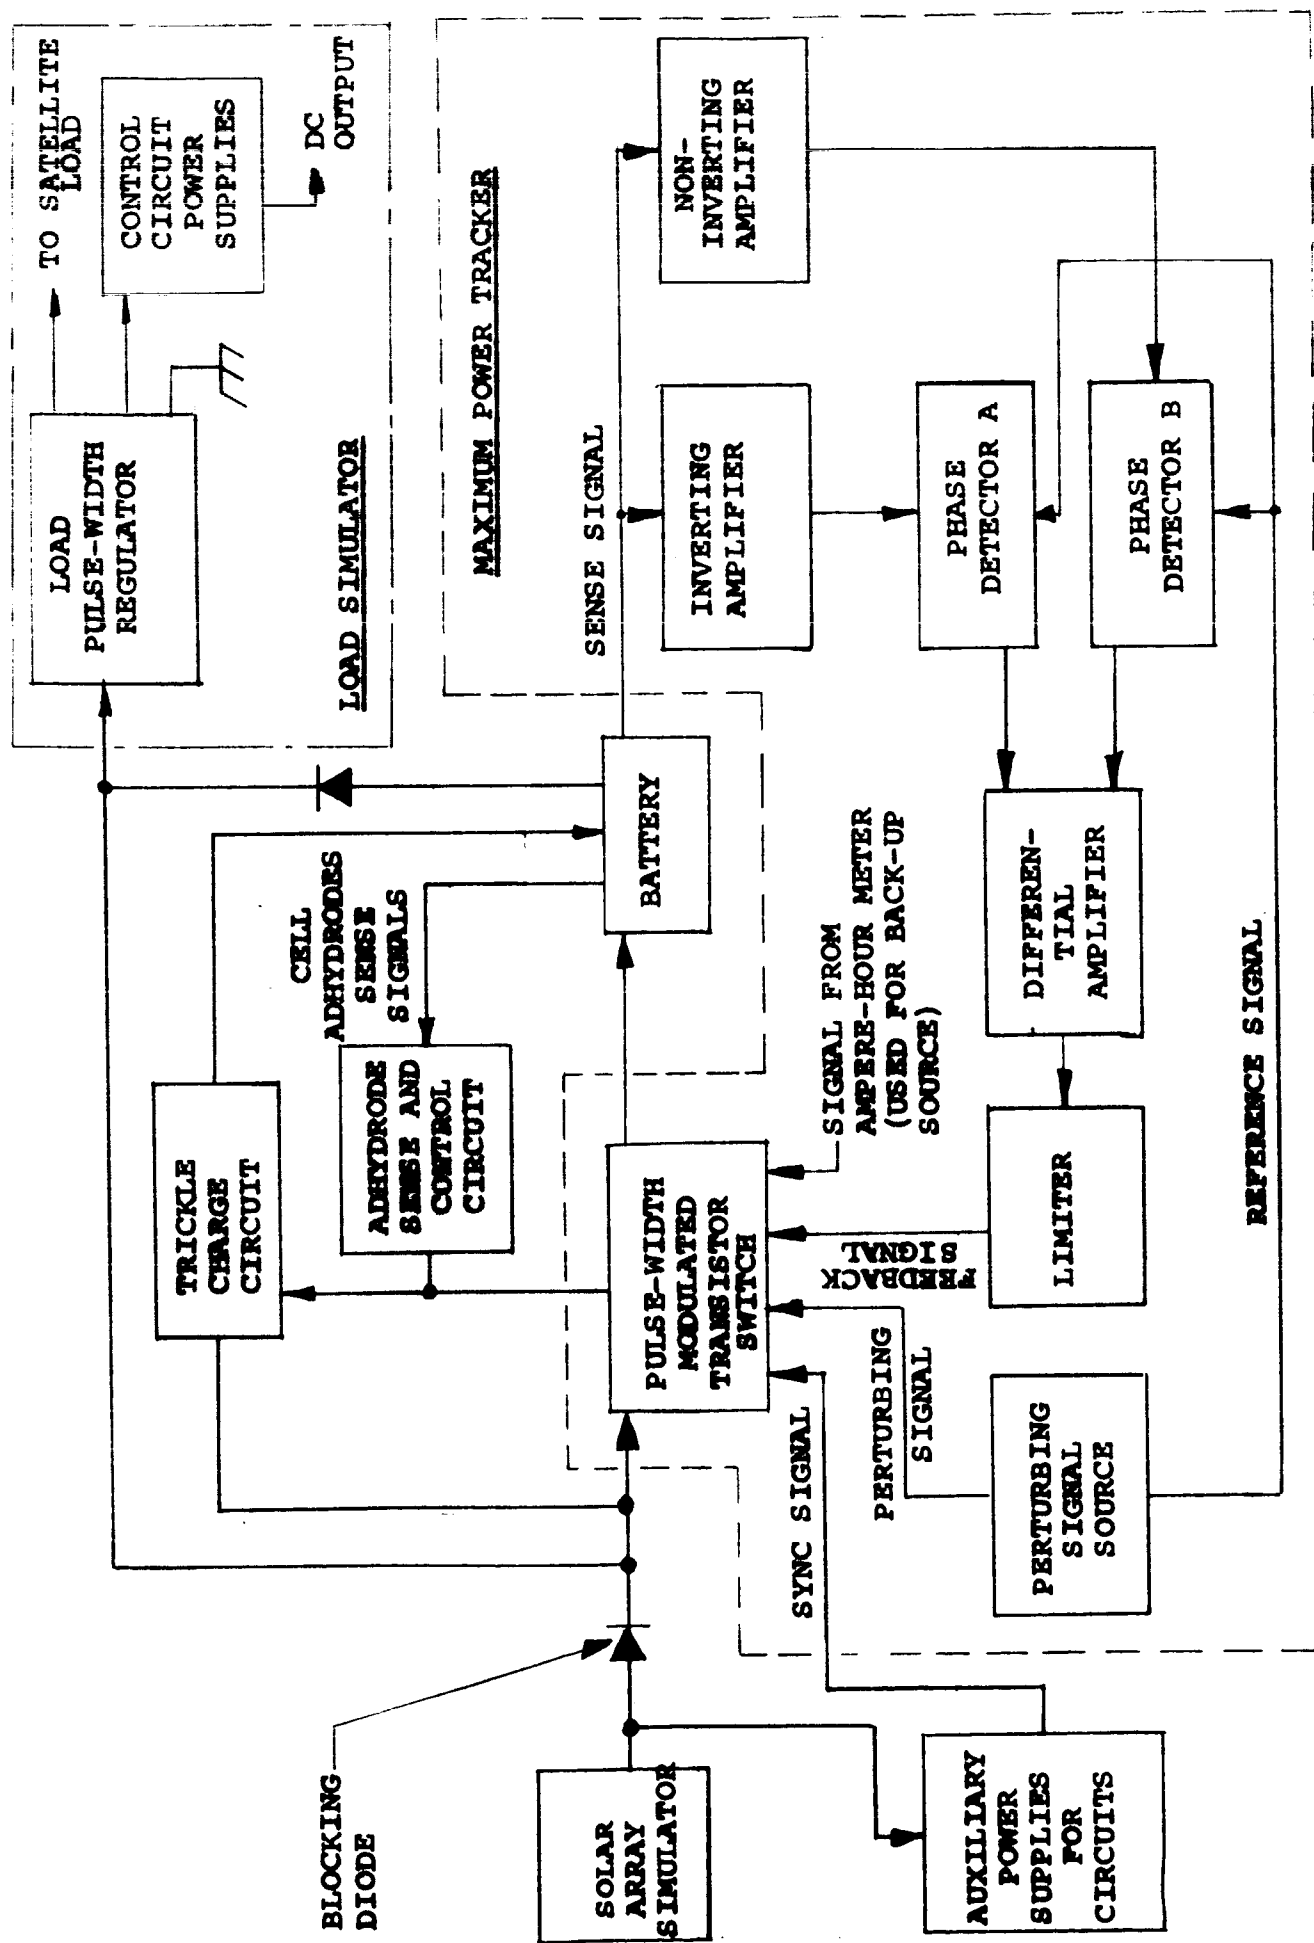 BLOCKING
DIODE
SOLAR
ARRAY
SIMULATOR
AUXILIARY
POWER
SUPPLIES
FOR
CIRCUITS
TRICKLE
CHARGE
CIRCUIT
CELL
ADHYDRODES
SENSE
SIGNALS
ADHYDRODE
SENSE AND
CONTROL
CIRCUIT
PULSE-WIDTH
MODULATED
TRANSISTOR
SWITCH
BATTERY
LOAD
PULSE-WIDTH
REGULATOR
TO SATELLITE
LOAD
CONTROL
CIRCUIT
POWER
SUPPLIES
DC
OUTPUT
LOAD SIMULATOR
MAXIMUM POWER TRACKER
SENSE SIGNAL
INVERTING
AMPLIFIER
NON-
INVERTING
AMPLIFIER
SYNC SIGNAL
PERTURBING
SIGNAL
FEEDBACK
SIGNAL
SIGNAL FROM
AMPERE-HOUR METER
(USED FOR BACK-UP
SOURCE)
PERTURBING
SIGNAL
SOURCE
LIMITER
DIFFEREN-
TIAL
AMPLIFIER
PHASE
DETECTOR A
PHASE
DETECTOR B
REFERENCE SIGNAL